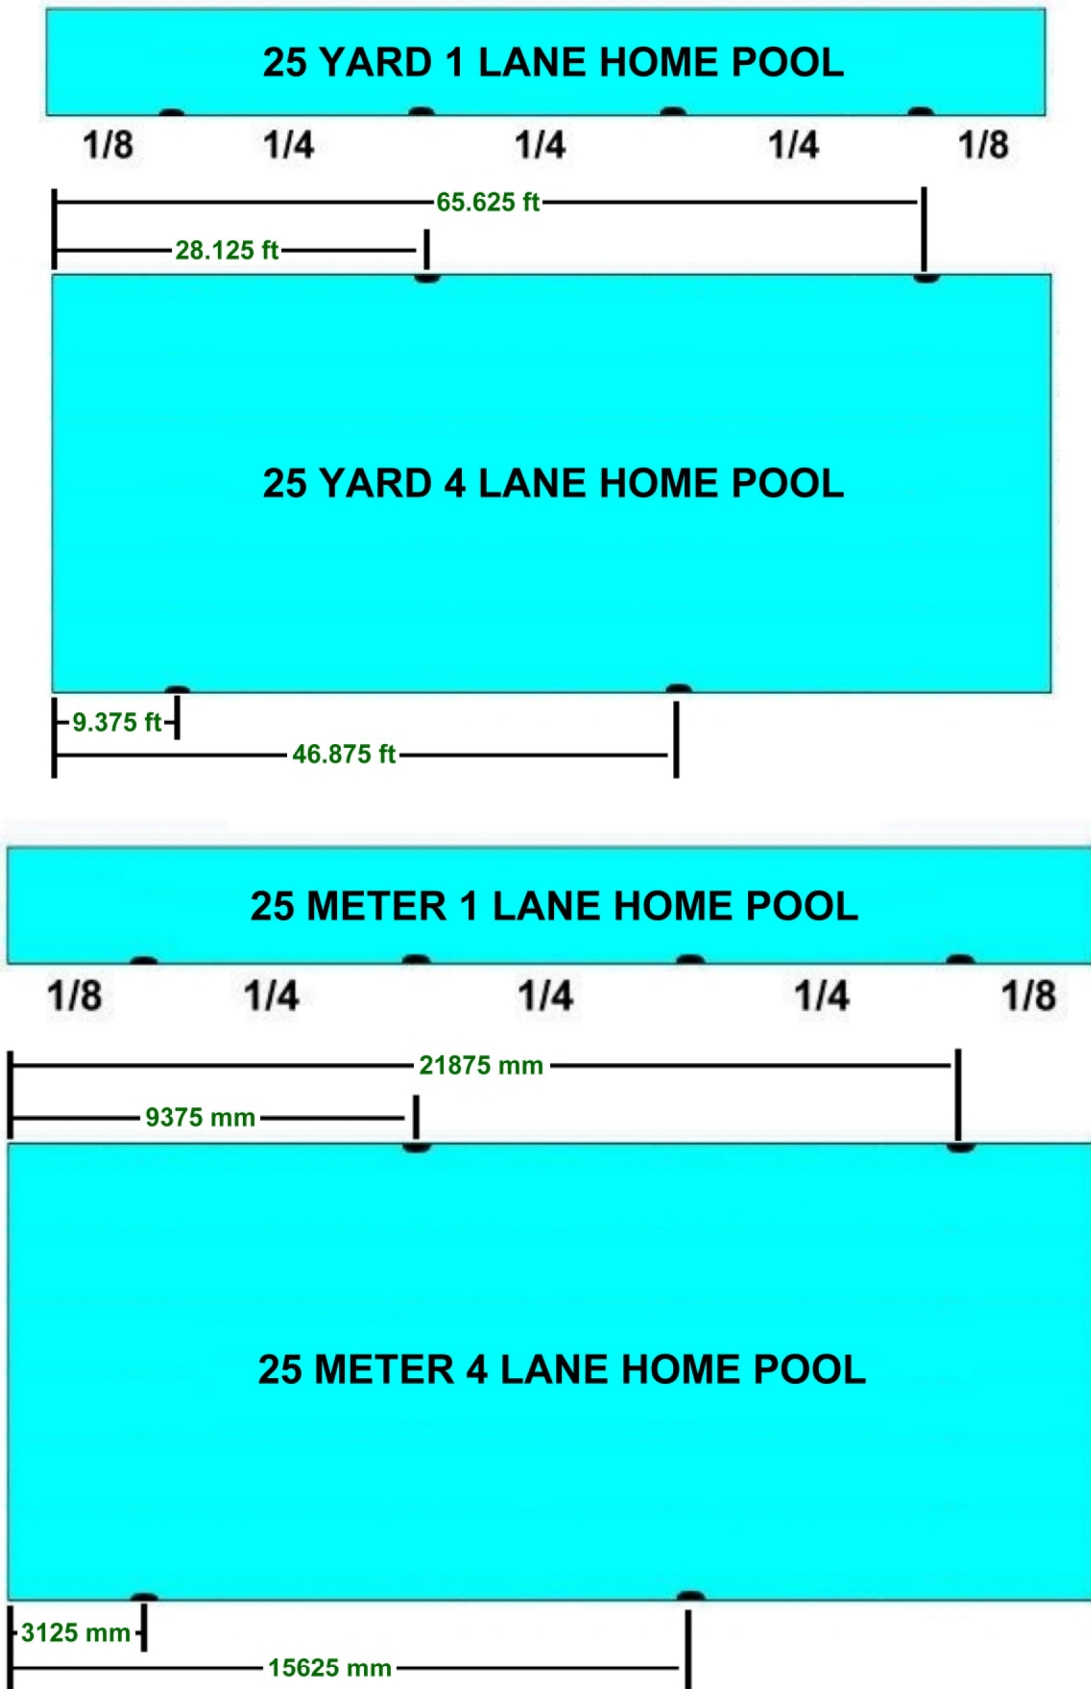 25 YARD 1 LANE HOME POOL
1/8 1/4 1/4 1/4 1/8
65.625 ft
28.125 ft
25 YARD 4 LANE HOME POOL
9.375 ft
46.875 ft
25 METER 1 LANE HOME POOL
1/8 1/4 1/4 1/4 1/8
21875 mm
9375 mm
25 METER 4 LANE HOME POOL
3125 mm
15625 mm